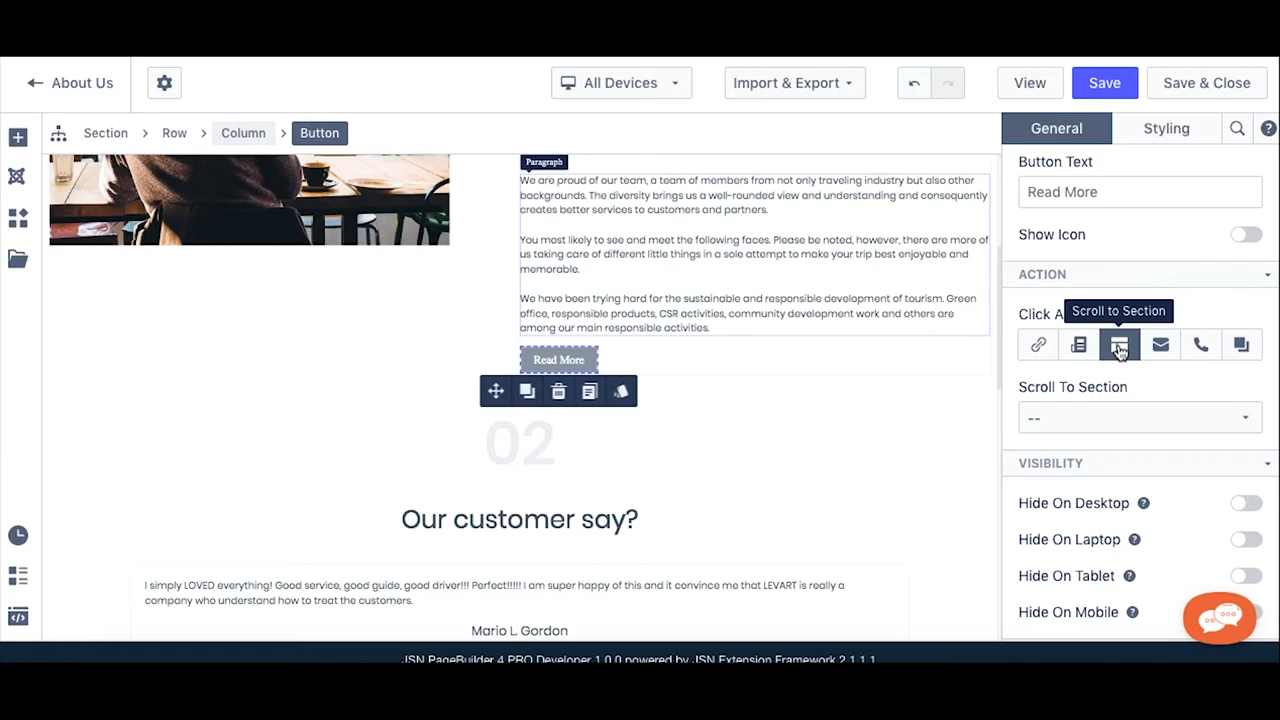 About Us
All Devices
Import & Export
View
Save
Save & Close
Section
Row
Column
Button
General
Styling
Paragraph
We are proud of our team, a team of members from not only traveling industry but also other
backgrounds. The diversity brings us a well-rounded view and understanding and consequently
creates better services to customers and partners.
You most likely to see and meet the following faces. Please be noted, however, there are more of
us taking care of different little things in a sole attempt to make your trip best enjoyable and
memorable.
We have been trying hard for the sustainable and responsible development of tourism. Green
office, responsible products, CSR activities, community development work and others are
among our main responsible activities.
Read More
02
Our customer say?
I simply LOVED everything! Good service, good guide, good driver!!! Perfect!!!!! I am super happy of this and it convince me that LEVART is really a
company who understand how to treat the customers.
Mario L. Gordon
Button Text
Read More
Show Icon
ACTION
Click A
Scroll to Section
Scroll To Section
--
VISIBILITY
Hide On Desktop ?
Hide On Laptop ?
Hide On Tablet ?
Hide On Mobile ?
JSN PageBuilder 4 PRO Developer 1.0.0 powered by JSN Extension Framework 2.1.1.1